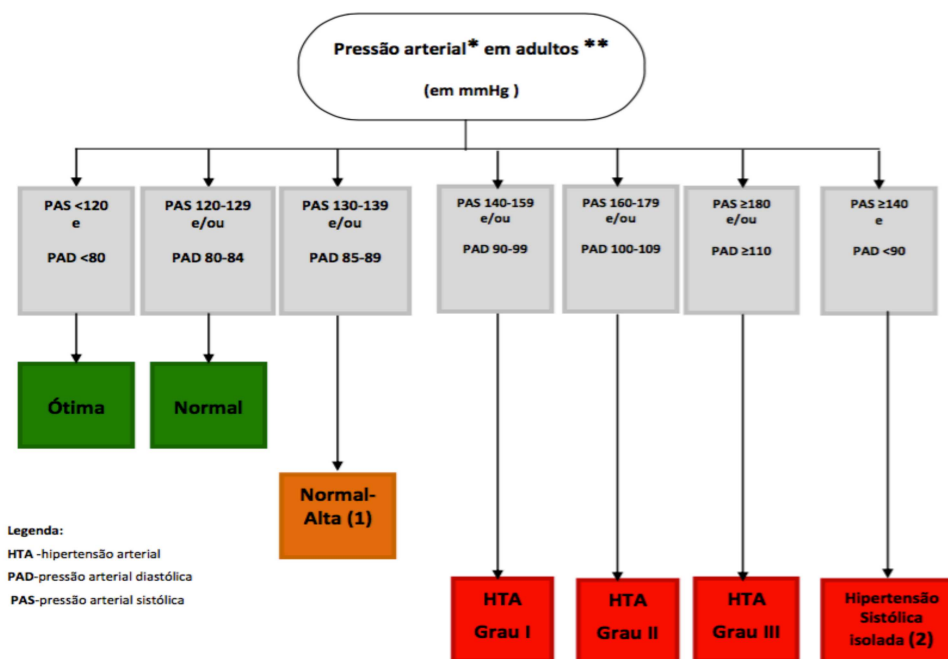 Pressão arterial* em adultos **
(em mmHg )
PAS <120
e
PAD <80
PAS 120-129
e/ou
PAD 80-84
PAS 130-139
e/ou
PAD 85-89
PAS 140-159
e/ou
PAD 90-99
PAS 160-179
e/ou
PAD 100-109
PAS ≥180
e/ou
PAD ≥110
PAS ≥140
e
PAD <90
Ótima
Normal
Normal-
Alta (1)
HTA
Grau I
HTA
Grau II
HTA
Grau III
Hipertensão
Sistólica
isolada (2)
Legenda:
HTA -hipertensão arterial
PAD-pressão arterial diastólica
PAS-pressão arterial sistólica